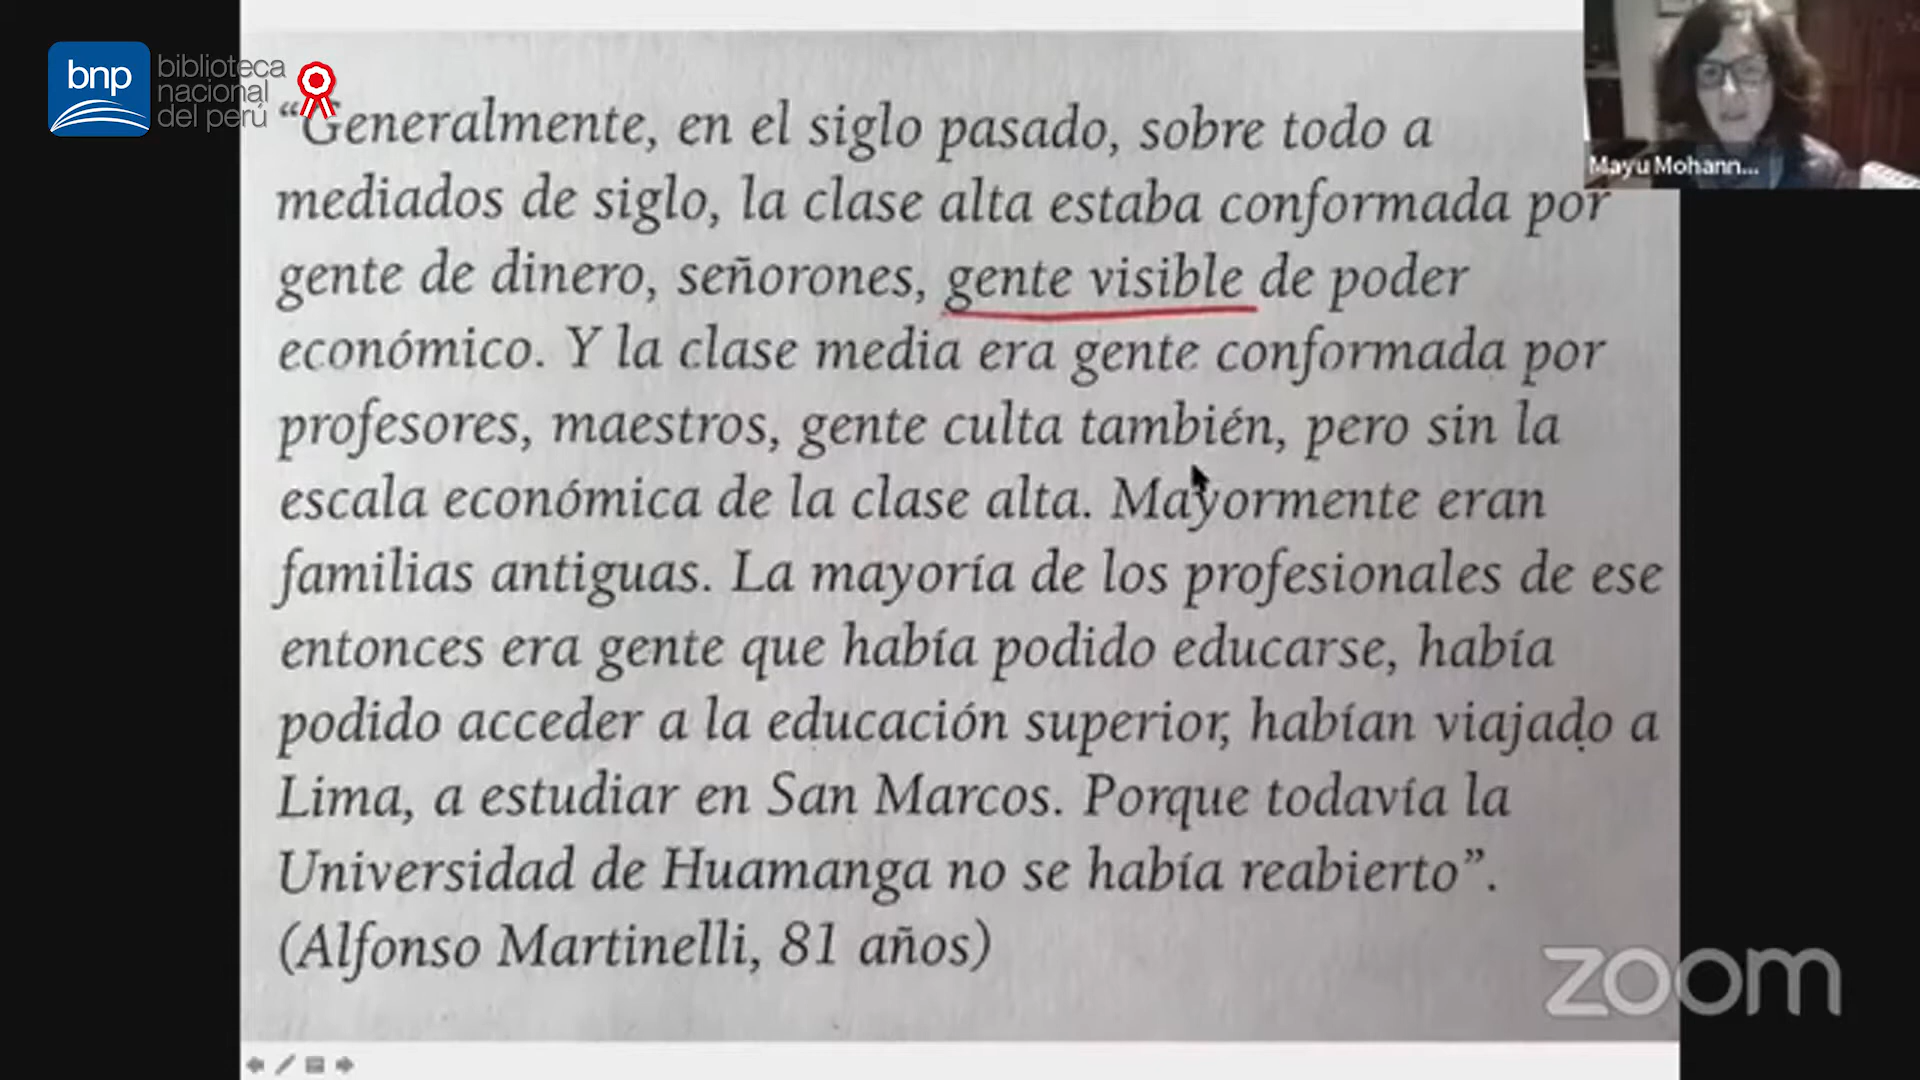 bnp
biblioteca
nacional
del perú
“Generalmente, en el siglo pasado, sobre todo a
mediados de siglo, la clase alta estaba conformada por
gente de dinero, señorones, gente visible de poder
económico. Y la clase media era gente conformada por
profesores, maestros, gente culta también, pero sin la
escala económica de la clase alta. Mayormente eran
familias antiguas. La mayoría de los profesionales de ese
entonces era gente que había podido educarse, había
podido acceder a la educación superior, habían viajado a
Lima, a estudiar en San Marcos. Porque todavía la
Universidad de Huamanga no se había reabierto”.
(Alfonso Martinelli, 81 años)
Mayu Mohann...
zoom